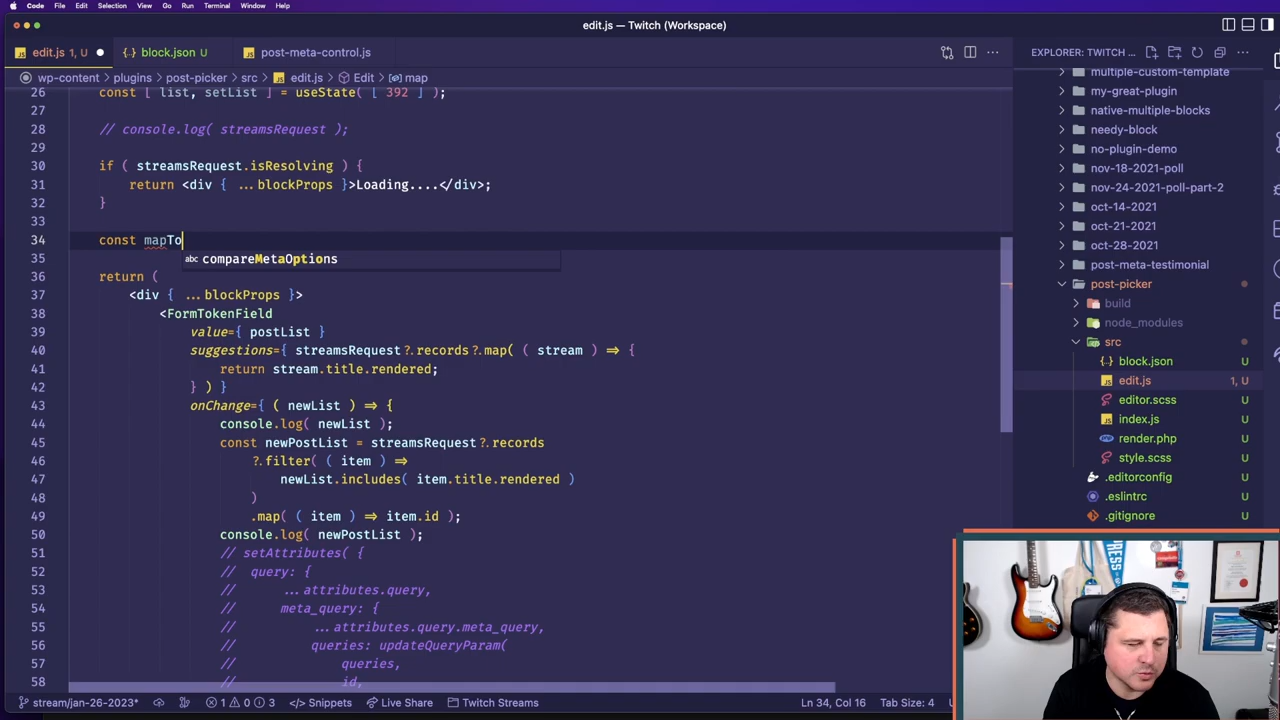 Code File Edit Selection View Go Run Terminal Window Help
edit.js — Twitch (Workspace)
edit.js 1, U
block.json U
post-meta-control.js
EXPLORER: TWITCH ...
wp-content > plugins > post-picker > src > edit.js > Edit > map
26 const [ list, setList ] = useState( [ 392 ] );
27
28 // console.log( streamsRequest );
29
30 if ( streamsRequest.isResolving ) {
31 return <div { ...blockProps }>Loading....</div>;
32 }
33
34 const mapTo
abc compareMetaOptions
35
36 return (
37 <div { ...blockProps }>
38 <FormTokenField
39 value={ postList }
40 suggestions={ streamsRequest?.records?.map( ( stream ) => {
41 return stream.title.rendered;
42 } ) }
43 onChange={ ( newList ) => {
44 console.log( newList );
45 const newPostList = streamsRequest?.records
46 ?.filter( ( item ) =>
47 newList.includes( item.title.rendered )
48 )
49 .map( ( item ) => item.id );
50 console.log( newPostList );
51 // setAttributes( {
52 // query: {
53 // ...attributes.query,
54 // meta_query: {
55 // ...attributes.query.meta_query,
56 // queries: updateQueryParam(
57 // queries,
58 // id,
multiple-custom-template
my-great-plugin
native-multiple-blocks
needy-block
no-plugin-demo
nov-18-2021-poll
nov-24-2021-poll-part-2
oct-14-2021
oct-21-2021
oct-28-2021
post-meta-testimonial
post-picker
build
node_modules
src
block.json U
edit.js 1, U
editor.scss U
index.js U
render.php U
style.scss U
.editorconfig U
.eslintrc U
.gitignore U
stream/jan-26-2023* 1 0 3 </> Snippets Live Share Twitch Streams Ln 34, Col 16 Tab Size: 4